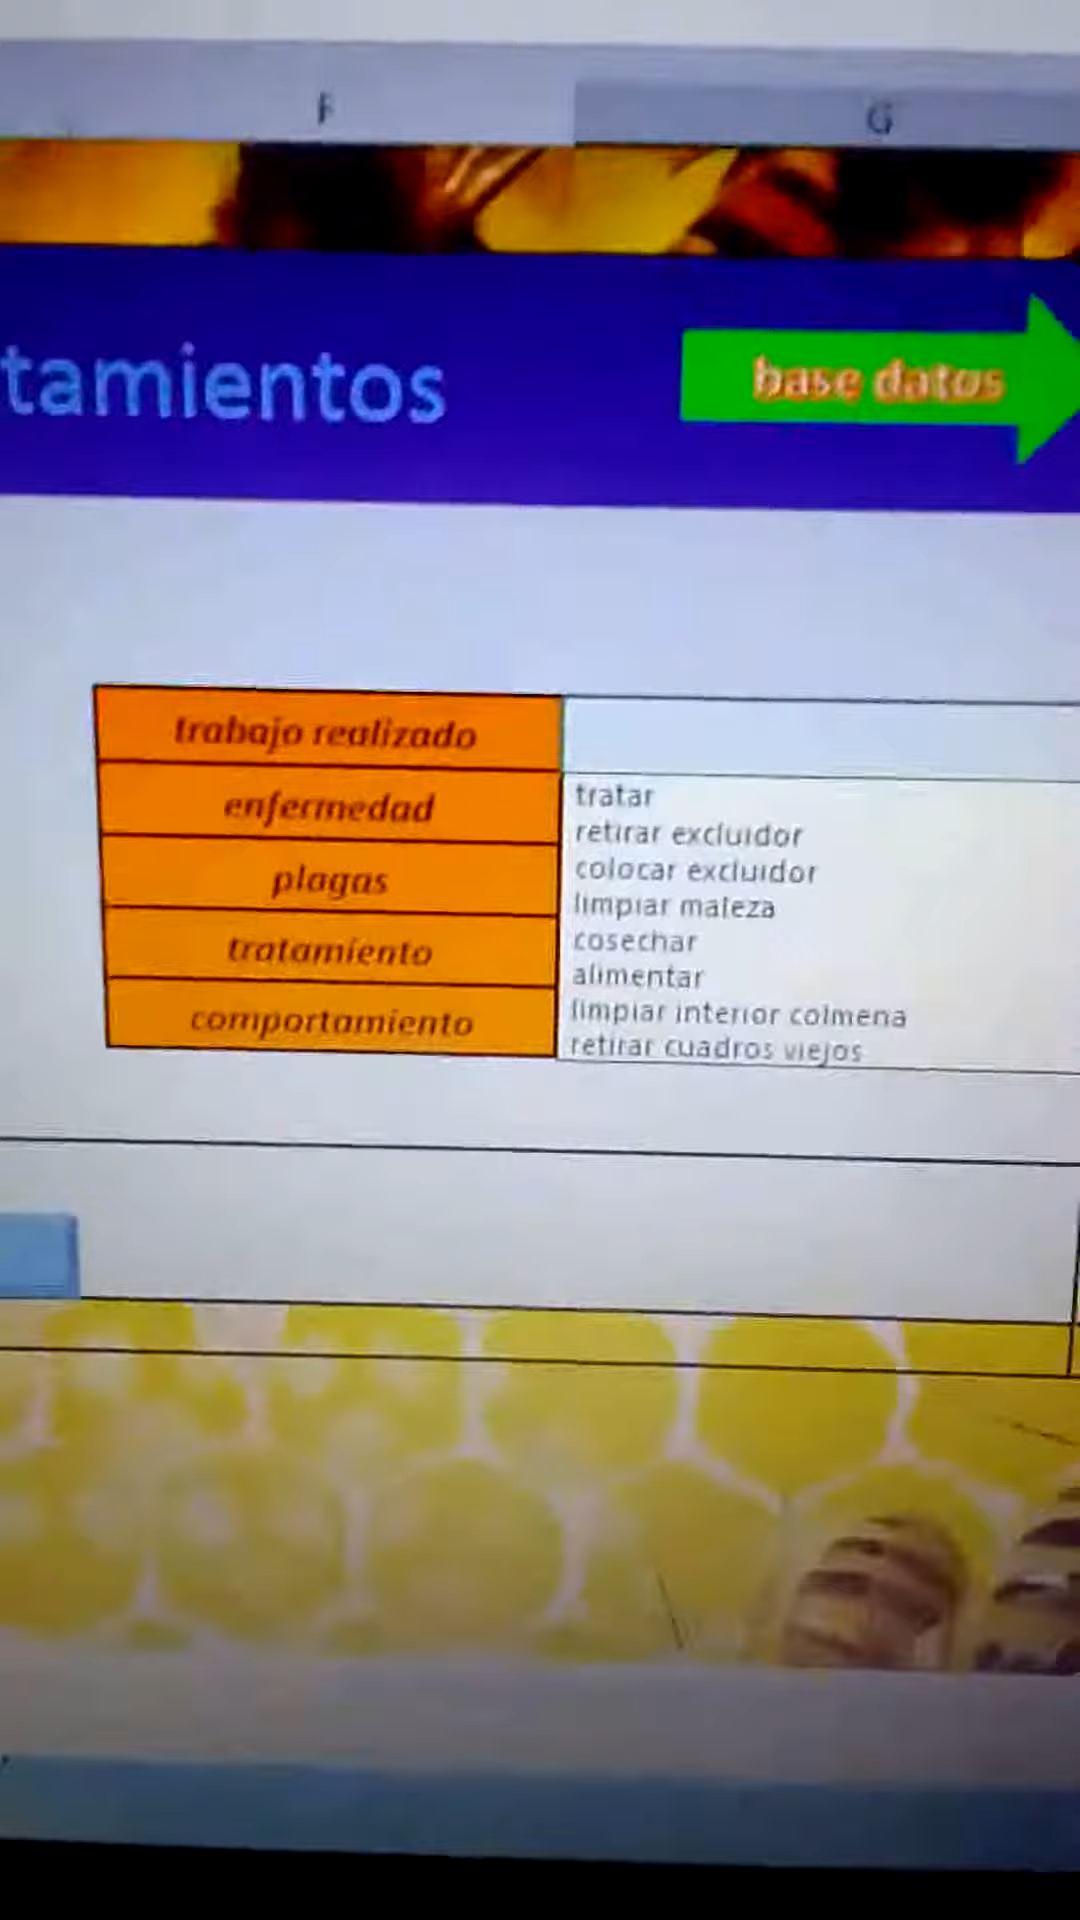 F G
tamientos
base datos
trabajo realizado
enfermedad
plagas
tratamiento
comportamiento
tratar
retirar excluidor
colocar excluidor
limpiar maleza
cosechar
alimentar
limpiar interior colmena
retirar cuadros viejos